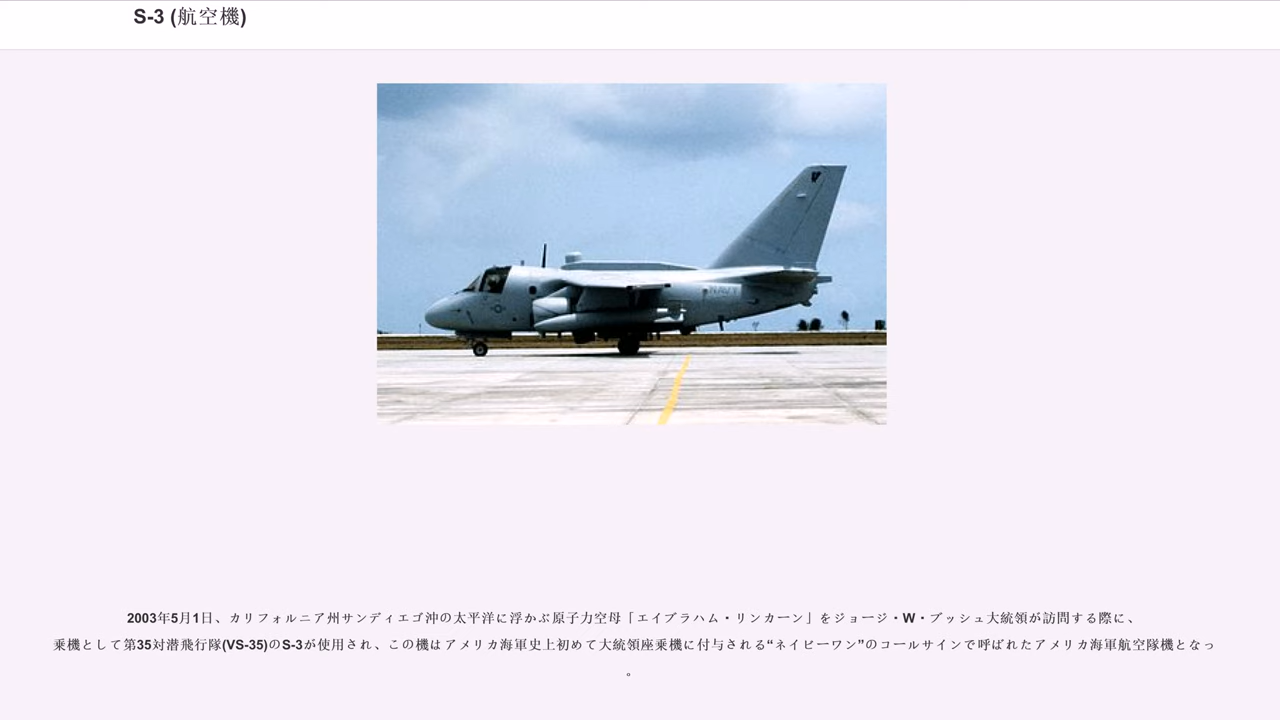 S-3 (航空機)
NAVY
2003年5月1日、カリフォルニア州サンディエゴ沖の太平洋に浮かぶ原子力空母「エイブラハム・リンカーン」をジョージ・W・ブッシュ大統領が訪問する際に、
乗機として第35対潜飛行隊(VS-35)のS-3が使用され、この機はアメリカ海軍史上初めて大統領座乗機に付与される“ネイビーワン”のコールサインで呼ばれたアメリカ海軍航空隊機となっ
。